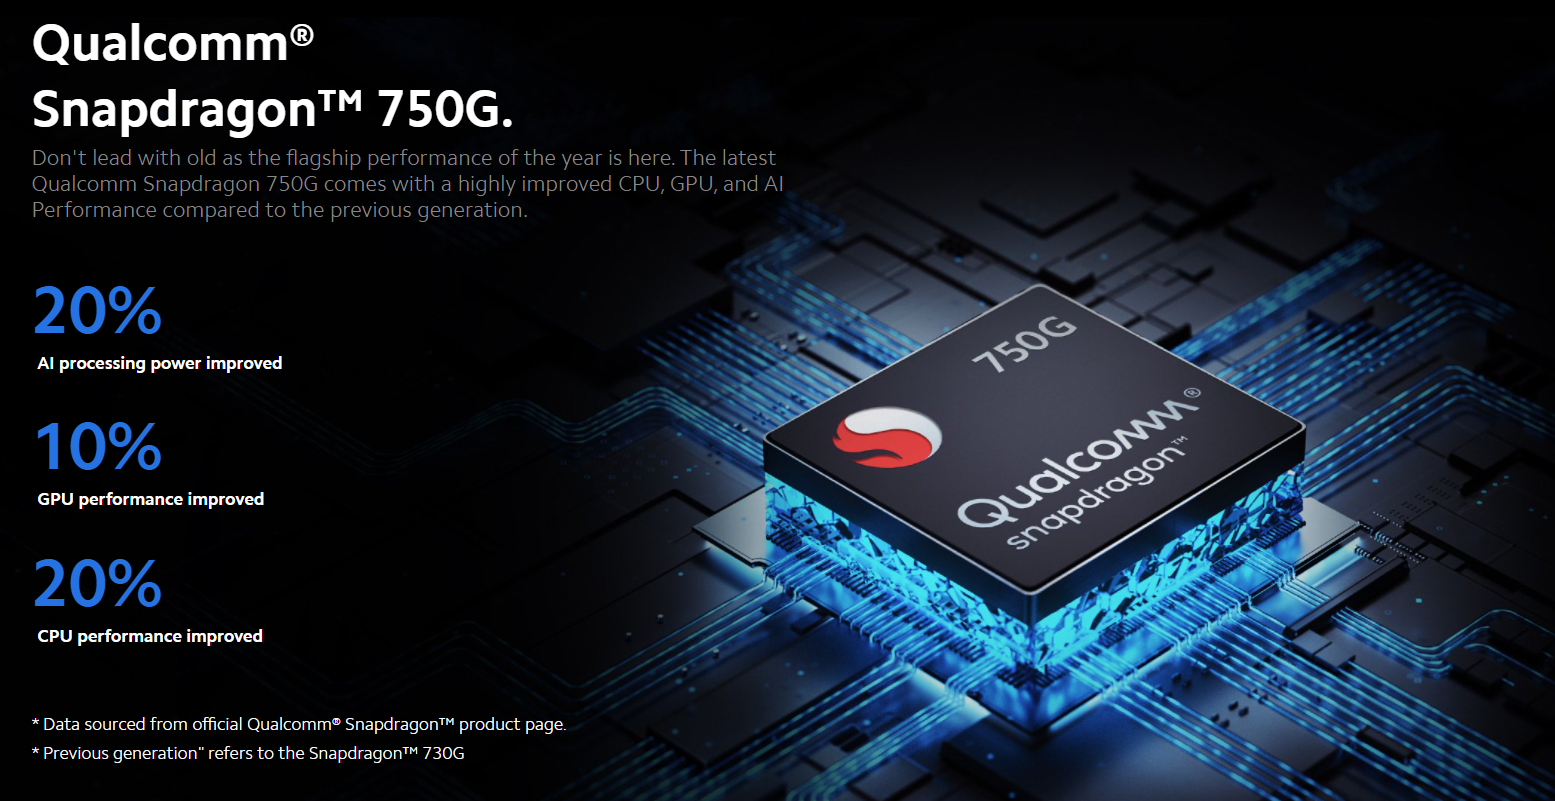 Qualcomm®
Snapdragon™ 750G.
Don't lead with old as the flagship performance of the year is here. The latest
Qualcomm Snapdragon 750G comes with a highly improved CPU, GPU, and AI
Performance compared to the previous generation.
20%
AI processing power improved
10%
GPU performance improved
20%
CPU performance improved
* Data sourced from official Qualcomm® Snapdragon™ product page.
* Previous generation" refers to the Snapdragon™ 730G
750G
Qualcomm®
snapdragon™